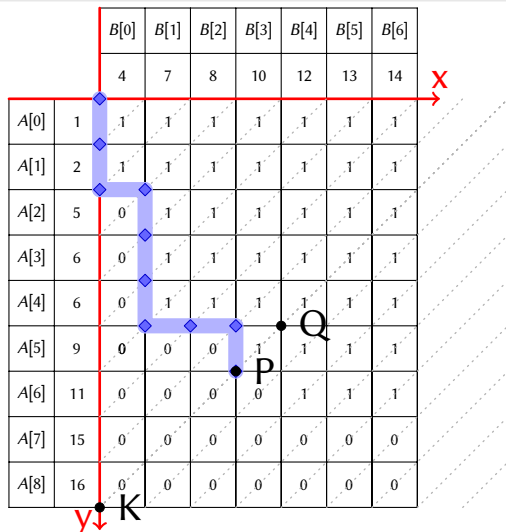 B[0] B[1] B[2] B[3] B[4] B[5] B[6]
4 7 8 10 12 13 14
x
A[0] 1 1 1 1 1 1 1 1
A[1] 2 1 1 1 1 1 1 1
A[2] 5 0 1 1 1 1 1 1
A[3] 6 0 1 1 1 1 1 1
A[4] 6 0 1 1 1 1 1 1
Q
A[5] 9 0 0 0 1 1 1 1
P
A[6] 11 0 0 0 0 1 1 1
A[7] 15 0 0 0 0 0 0 0
A[8] 16 0 0 0 0 0 0 0
y K